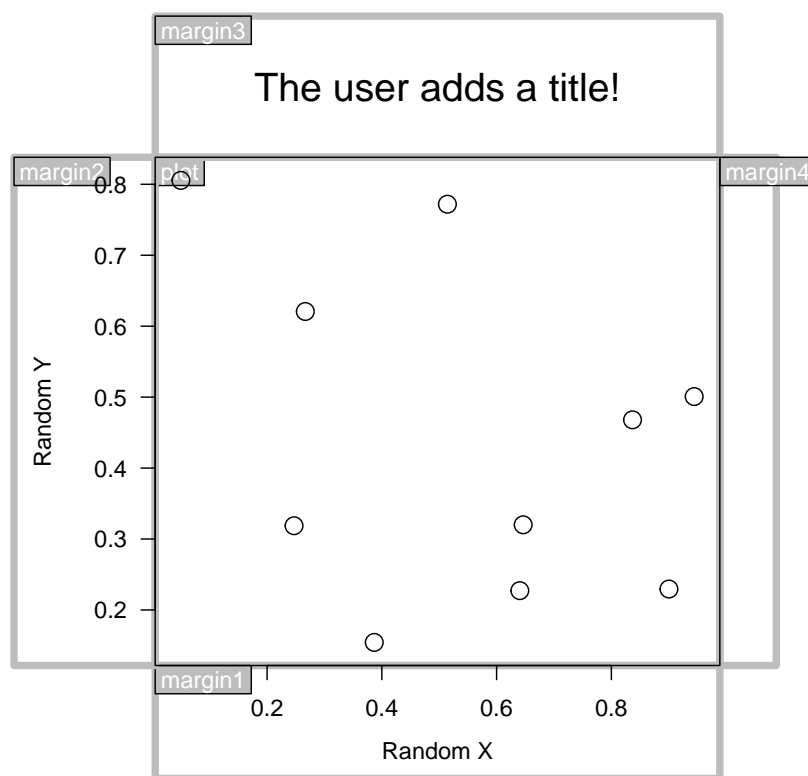 margin3
The user adds a title!
margin2
plot
margin4
0.8
0.7
0.6
0.5
0.4
0.3
0.2
Random Y
margin1
0.2 0.4 0.6 0.8
Random X